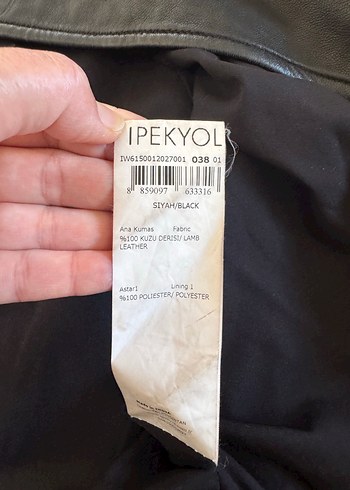 IPEKYOL
IW6150012027001 038 01
8 859097 633316
SIYAH/BLACK
Ana Kumas Fabric
%100 KUZU DERISI/ LAMB
LEATHER
Astar1 Lining 1
%100 POLIESTER/ POLYESTER